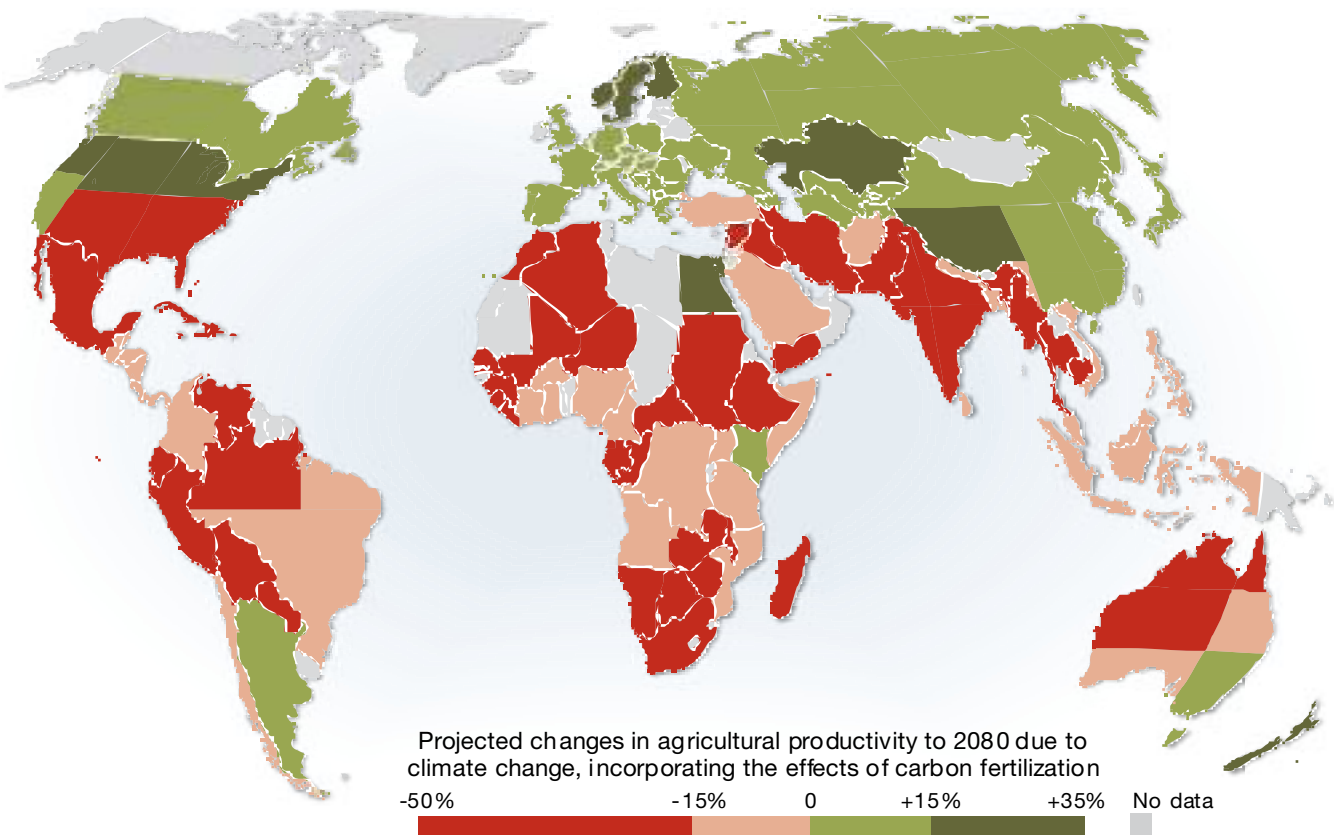 Projected changes in agricultural productivity to 2080 due to
climate change, incorporating the effects of carbon fertilization
-50% -15% 0 +15% +35% No data